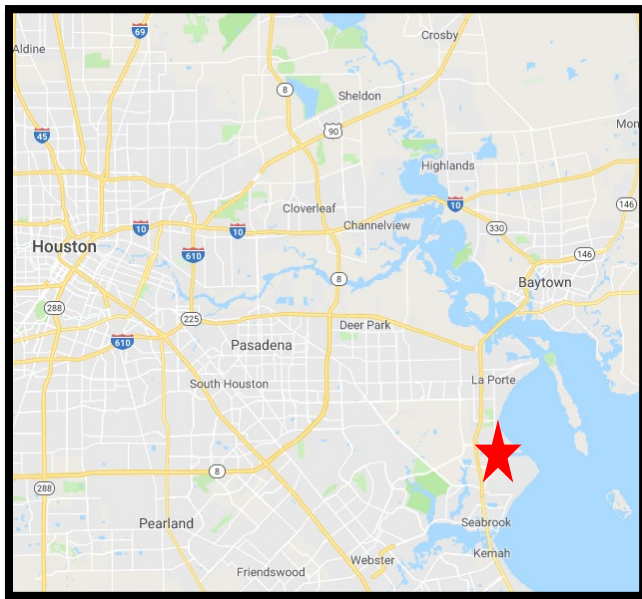 69
Crosby
Aldine
8
Sheldon
90
45
Mon
Highlands
146
10
Cloverleaf
Channelview
10
10
330
Houston
610
146
8
Baytown
288
225
Deer Park
610
Pasadena
La Porte
South Houston
8
288
Pearland
Seabrook
Webster
Kemah
Friendswood